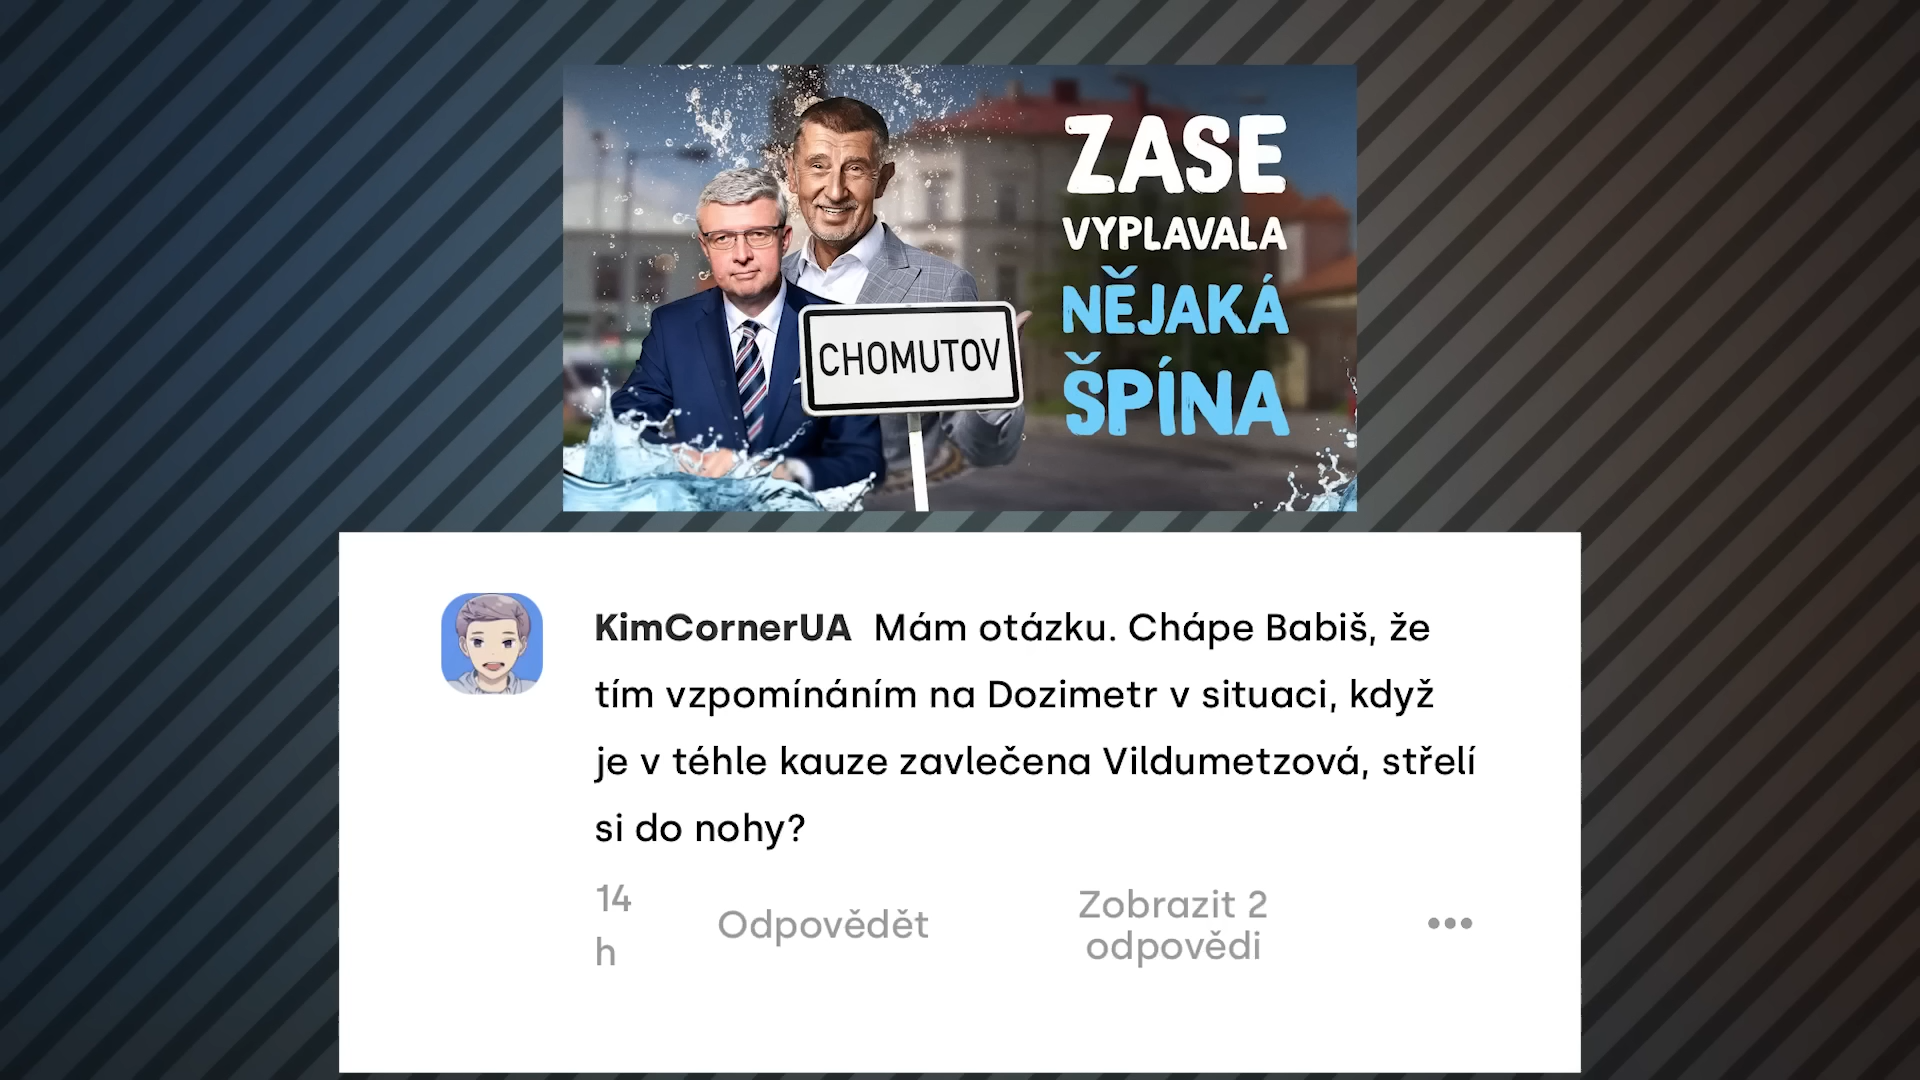 ZASE
VYPLAVALA
NĚJAKÁ
ŠPÍNA
CHOMUTOV
KimCornerUA Mám otázku. Chápe Babiš, že
tím vzpomínáním na Dozimetr v situaci, když
je v téhle kauze zavlečena Vildumetzová, střelí
si do nohy?
14
h
Odpovědět
Zobrazit 2
odpovědi